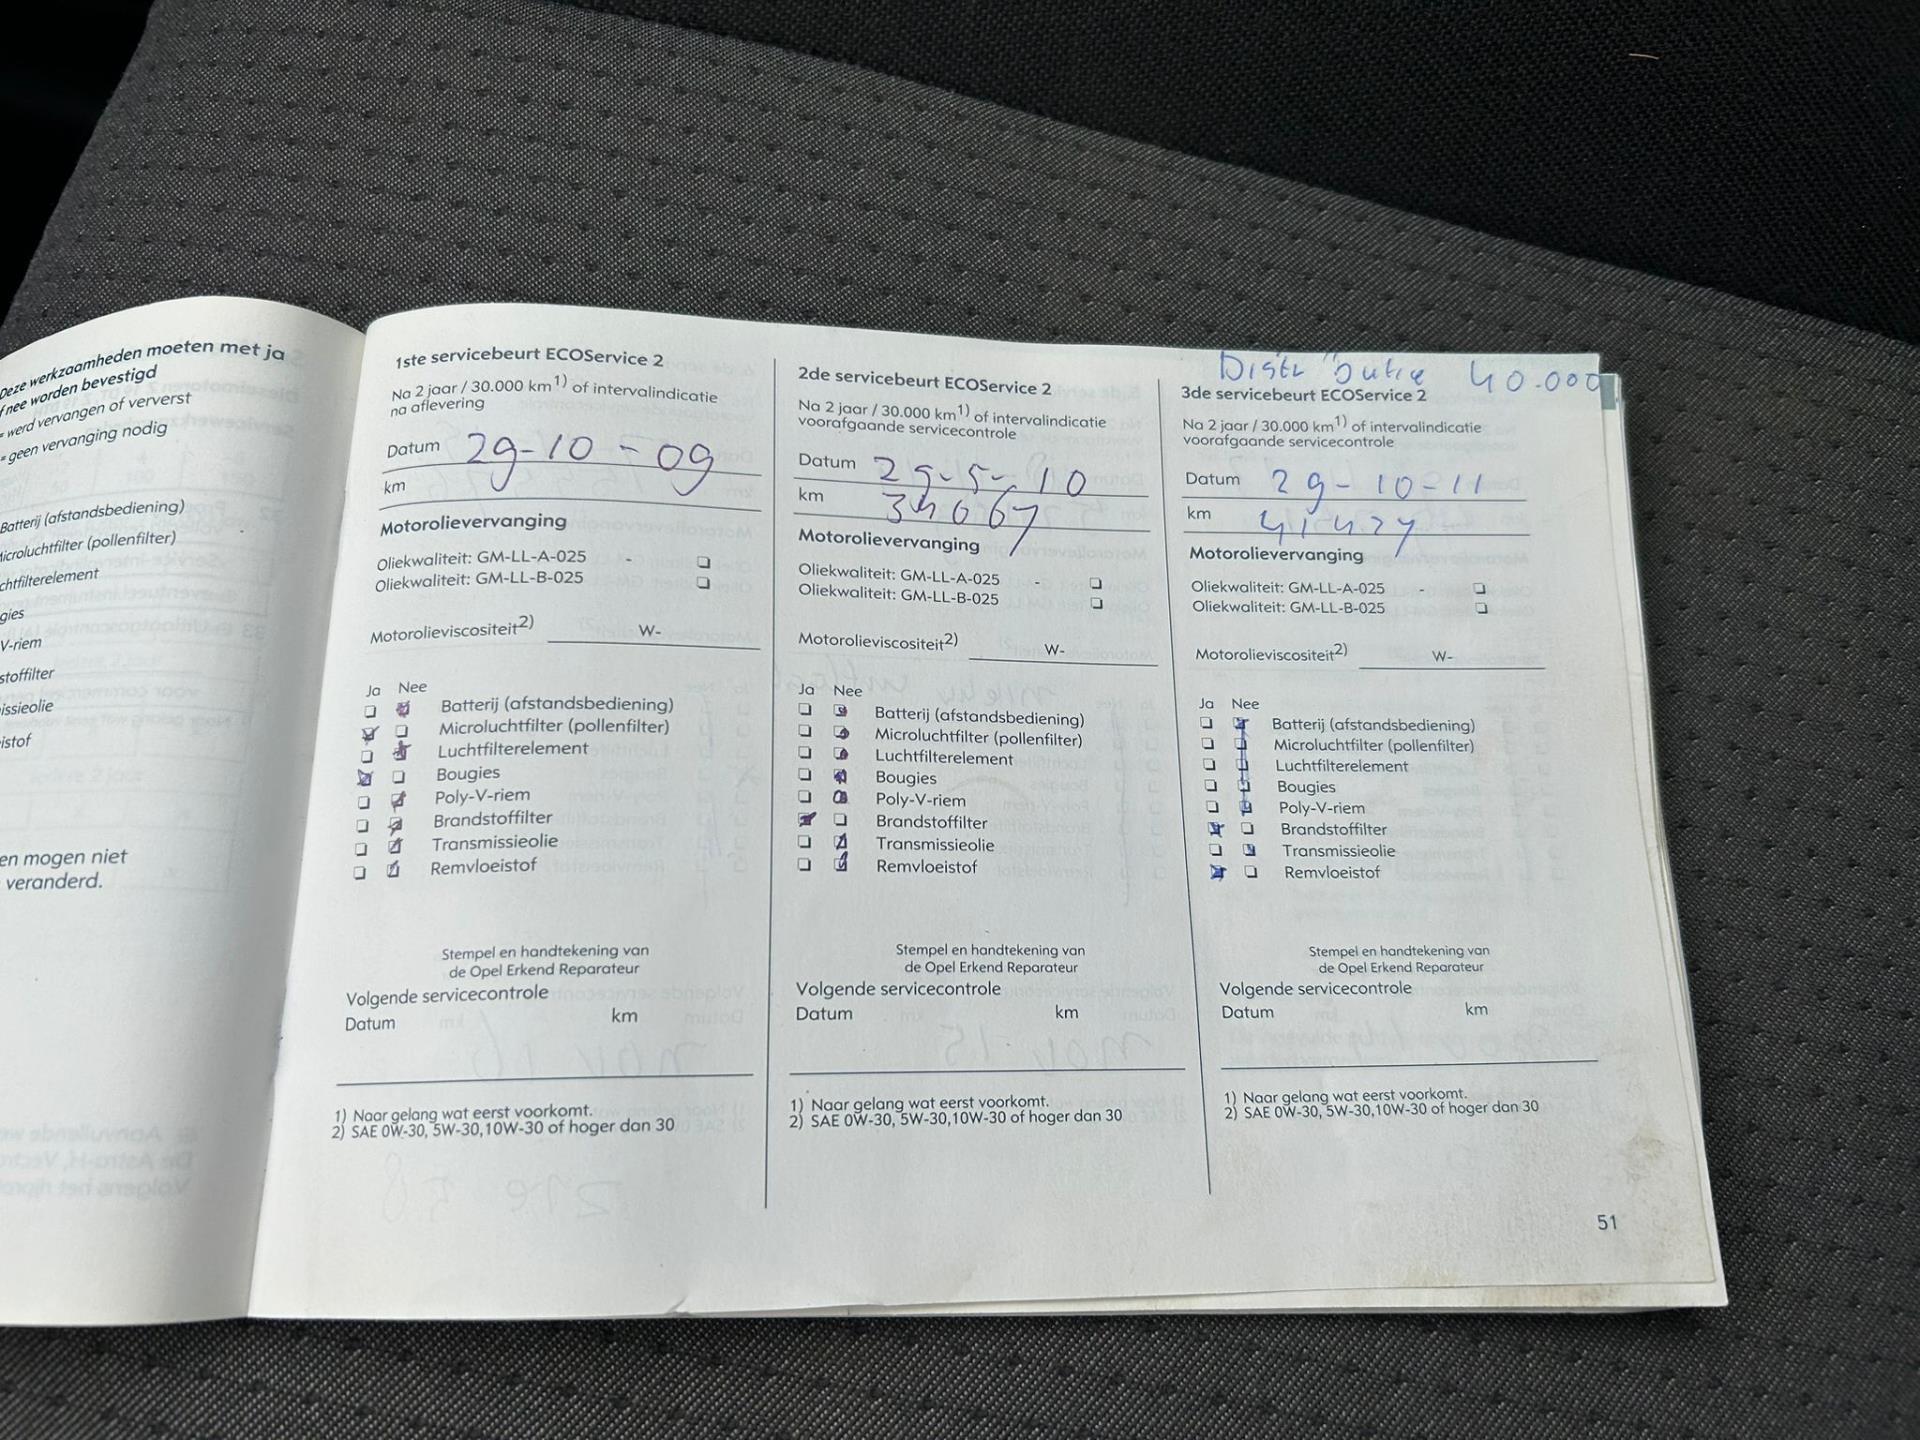 Deze werkzaamheden moeten met ja
/ nee worden bevestigd
= werd vervangen of ververst
= geen vervanging nodig
Batterij (afstandsbediening)
icroluchtfilter (pollenfilter)
chtfilterelement
gies
V-riem
stoffilter
issieolie
istof
en mogen niet
veranderd.
1ste servicebeurt ECOService 2
Na 2 jaar / 30.000 km1) of intervalindicatie
na aflevering
Datum 29-10-09
km
Motorolievervanging
Oliekwaliteit: GM-LL-A-025 - ❏
Oliekwaliteit: GM-LL-B-025 ❏
Motorolieviscositeit2) W-
Ja Nee
Batterij (afstandsbediening)
Microluchtfilter (pollenfilter)
Luchtfilterelement
Bougies
Poly-V-riem
Brandstoffilter
Transmissieolie
Remvloeistof
Stempel en handtekening van
de Opel Erkend Reparateur
Volgende servicecontrole
Datum km
1) Naar gelang wat eerst voorkomt.
2) SAE 0W-30, 5W-30,10W-30 of hoger dan 30
2de servicebeurt ECOService 2
Na 2 jaar / 30.000 km1) of intervalindicatie
voorafgaande servicecontrole
Datum 29-5-10
km 34067
Motorolievervanging
Oliekwaliteit: GM-LL-A-025 - ❏
Oliekwaliteit: GM-LL-B-025 ❏
Motorolieviscositeit2) W-
Ja Nee
Batterij (afstandsbediening)
Microluchtfilter (pollenfilter)
Luchtfilterelement
Bougies
Poly-V-riem
Brandstoffilter
Transmissieolie
Remvloeistof
Stempel en handtekening van
de Opel Erkend Reparateur
Volgende servicecontrole
Datum km
1) Naar gelang wat eerst voorkomt.
2) SAE 0W-30, 5W-30,10W-30 of hoger dan 30
Distributie 40.000
3de servicebeurt ECOService 2
Na 2 jaar / 30.000 km1) of intervalindicatie
voorafgaande servicecontrole
Datum 29-10-11
km 41427
Motorolievervanging
Oliekwaliteit: GM-LL-A-025 - ❏
Oliekwaliteit: GM-LL-B-025 ❏
Motorolieviscositeit2) W-
Ja Nee
Batterij (afstandsbediening)
Microluchtfilter (pollenfilter)
Luchtfilterelement
Bougies
Poly-V-riem
Brandstoffilter
Transmissieolie
Remvloeistof
Stempel en handtekening van
de Opel Erkend Reparateur
Volgende servicecontrole
Datum km
1) Naar gelang wat eerst voorkomt.
2) SAE 0W-30, 5W-30,10W-30 of hoger dan 30
51